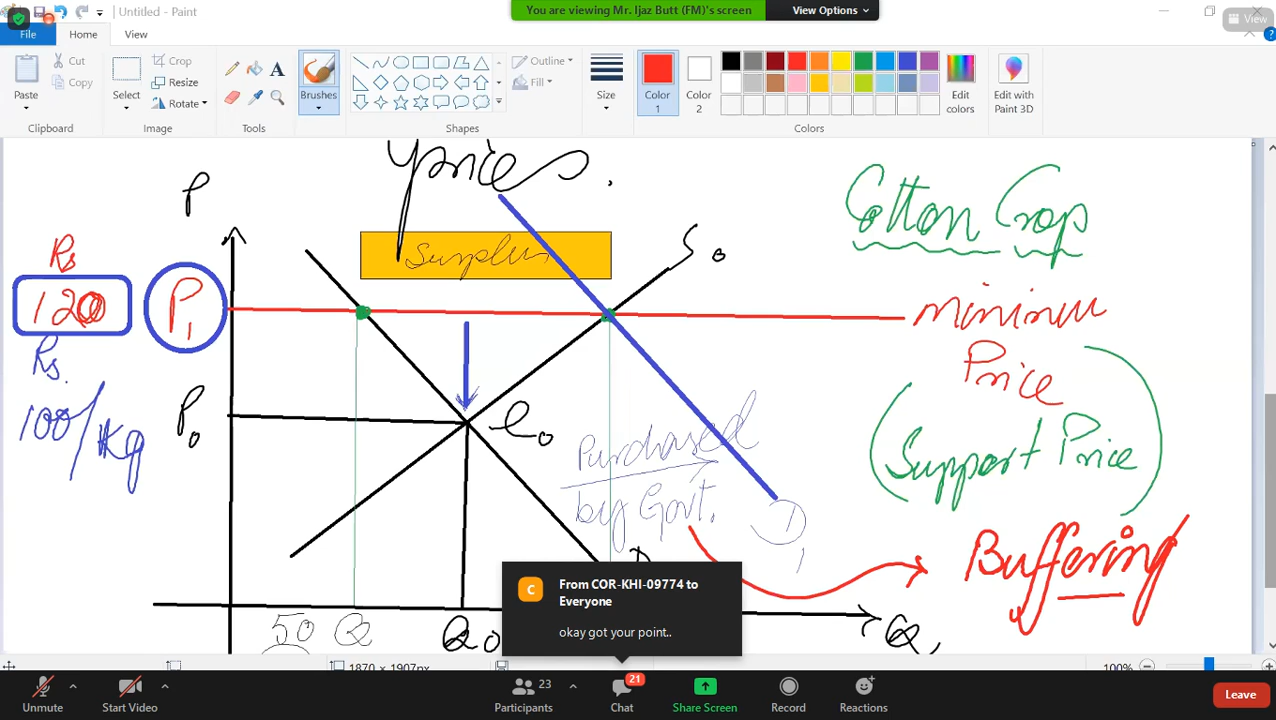 Untitled - Paint
You are viewing Mr. Ijaz Butt (FM)'s screen
View Options
View
File
Home
View
Paste
Cut
Copy
Select
Crop
Resize
Rotate
Brushes
Outline
Fill
Size
Color 1
Color 2
Edit colors
Edit with Paint 3D
Clipboard
Image
Tools
Shapes
Colors
prices.
P
Cotton Crop
Surplus
S0
Rs
120
P1
minimum
Price
Rs.
100/kg
P0
e0
(Support Price)
Purchased
by Govt.
D1
Buffering
D
50
Q
Q0
Q,
From COR-KHI-09774 to Everyone
okay got your point..
1870 × 1907px
100%
Unmute
Start Video
23
Participants
21
Chat
Share Screen
Record
Reactions
Leave